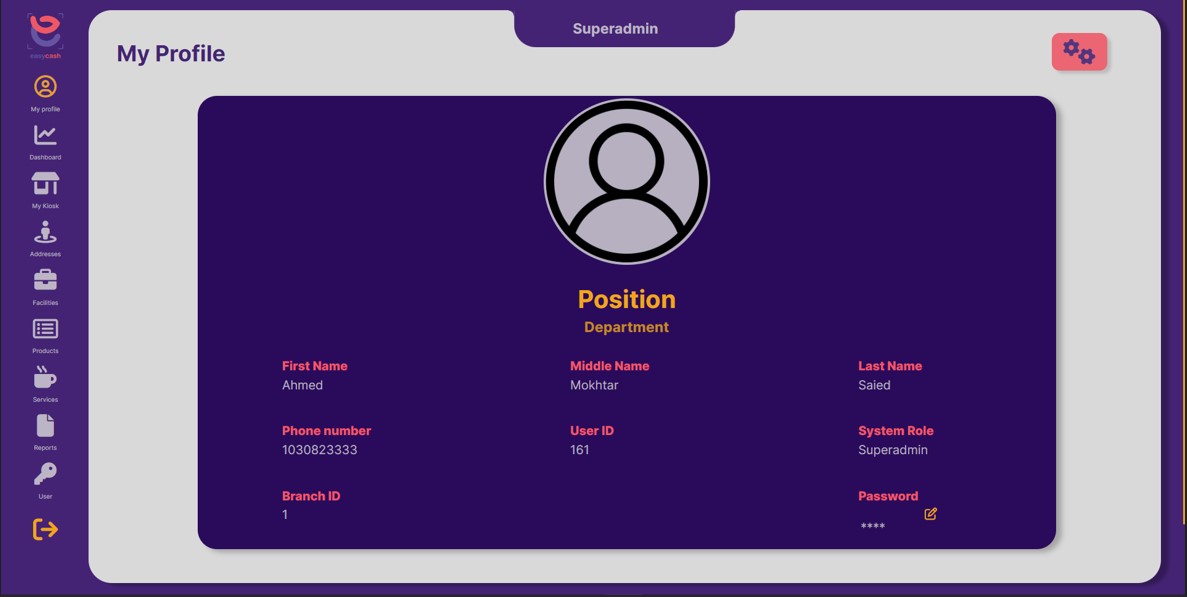 Superadmin
My Profile
easycash
My profile
Dashboard
My Kiosk
Addresses
Facilities
Products
Services
Reports
User
Position
Department
First Name
Ahmed
Middle Name
Mokhtar
Last Name
Saied
Phone number
1030823333
User ID
161
System Role
Superadmin
Branch ID
1
Password
****